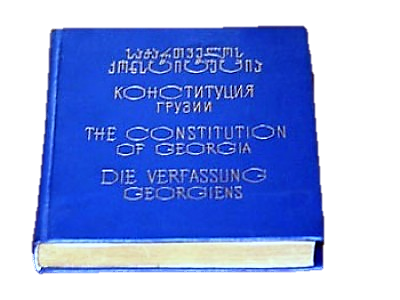 საქართველოს
კონსტიტუცია
КОНСТИТУЦИЯ
ГРУЗИИ
THE CONSTITUTION
OF GEORGIA
DIE VERFASSUNG
GEORGIENS